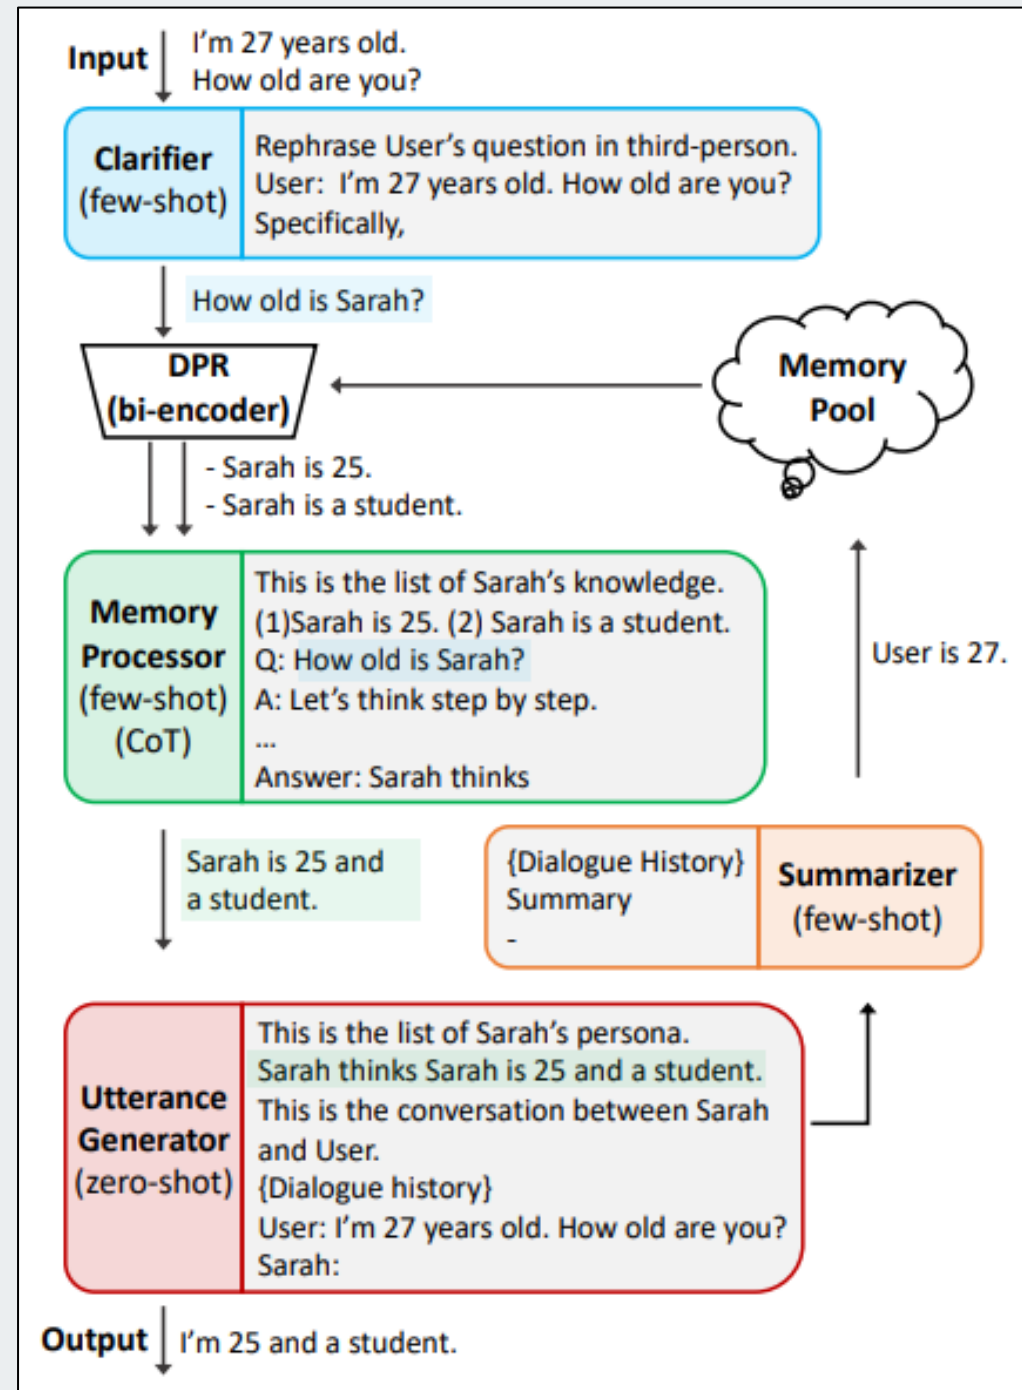 Input
I'm 27 years old.
How old are you?
Clarifier
(few-shot)
Rephrase User's question in third-person.
User:  I'm 27 years old. How old are you?
Specifically,
How old is Sarah?
DPR
(bi-encoder)
Memory
Pool
- Sarah is 25.
- Sarah is a student.
Memory
Processor
(few-shot)
(CoT)
This is the list of Sarah's knowledge.
(1)Sarah is 25. (2) Sarah is a student.
Q: How old is Sarah?
A: Let's think step by step.
...
Answer: Sarah thinks
User is 27.
Sarah is 25 and
a student.
{Dialogue History}
Summary
-
Summarizer
(few-shot)
Utterance
Generator
(zero-shot)
This is the list of Sarah's persona.
Sarah thinks Sarah is 25 and a student.
This is the conversation between Sarah
and User.
{Dialogue history}
User: I'm 27 years old. How old are you?
Sarah:
Output
I'm 25 and a student.